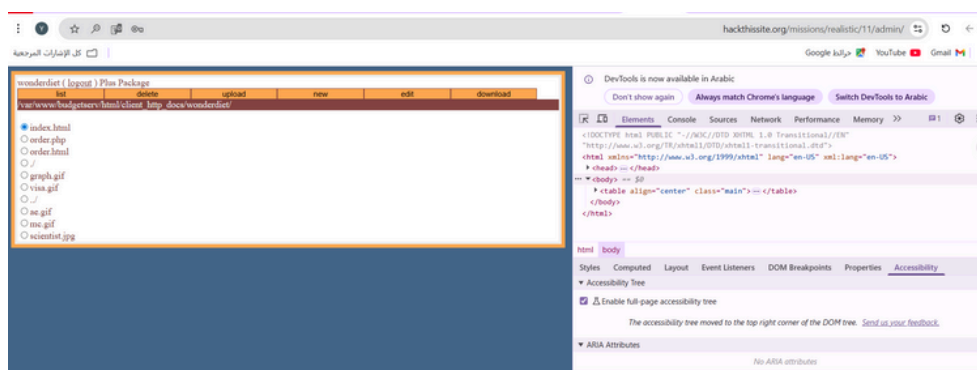 hackthissite.org/missions/realistic/11/admin/
كل الإشارات المرجعية
خرائط Google
YouTube
Gmail
wonderdiet ( logout ) Plus Package
list delete upload new edit download
/var/www/budgetserv/html/client_http_docs/wonderdiet/
index.html
order.php
order.html
./
graph.gif
visa.gif
../
ae.gif
mc.gif
scientist.jpg
DevTools is now available in Arabic
Don't show again Always match Chrome's language Switch DevTools to Arabic
Elements Console Sources Network Performance Memory >> 1
<!DOCTYPE html PUBLIC "-//W3C//DTD XHTML 1.0 Transitional//EN"
"http://www.w3.org/TR/xhtml1/DTD/xhtml1-transitional.dtd">
<html xmlns="http://www.w3.org/1999/xhtml" lang="en-US" xml:lang="en-US">
<head> ... </head>
... <body> == $0
<table align="center" class="main"> ... </table>
</body>
</html>
html body
Styles Computed Layout Event Listeners DOM Breakpoints Properties Accessibility
Accessibility Tree
Enable full-page accessibility tree
The accessibility tree moved to the top right corner of the DOM tree. Send us your feedback.
ARIA Attributes
No ARIA attributes